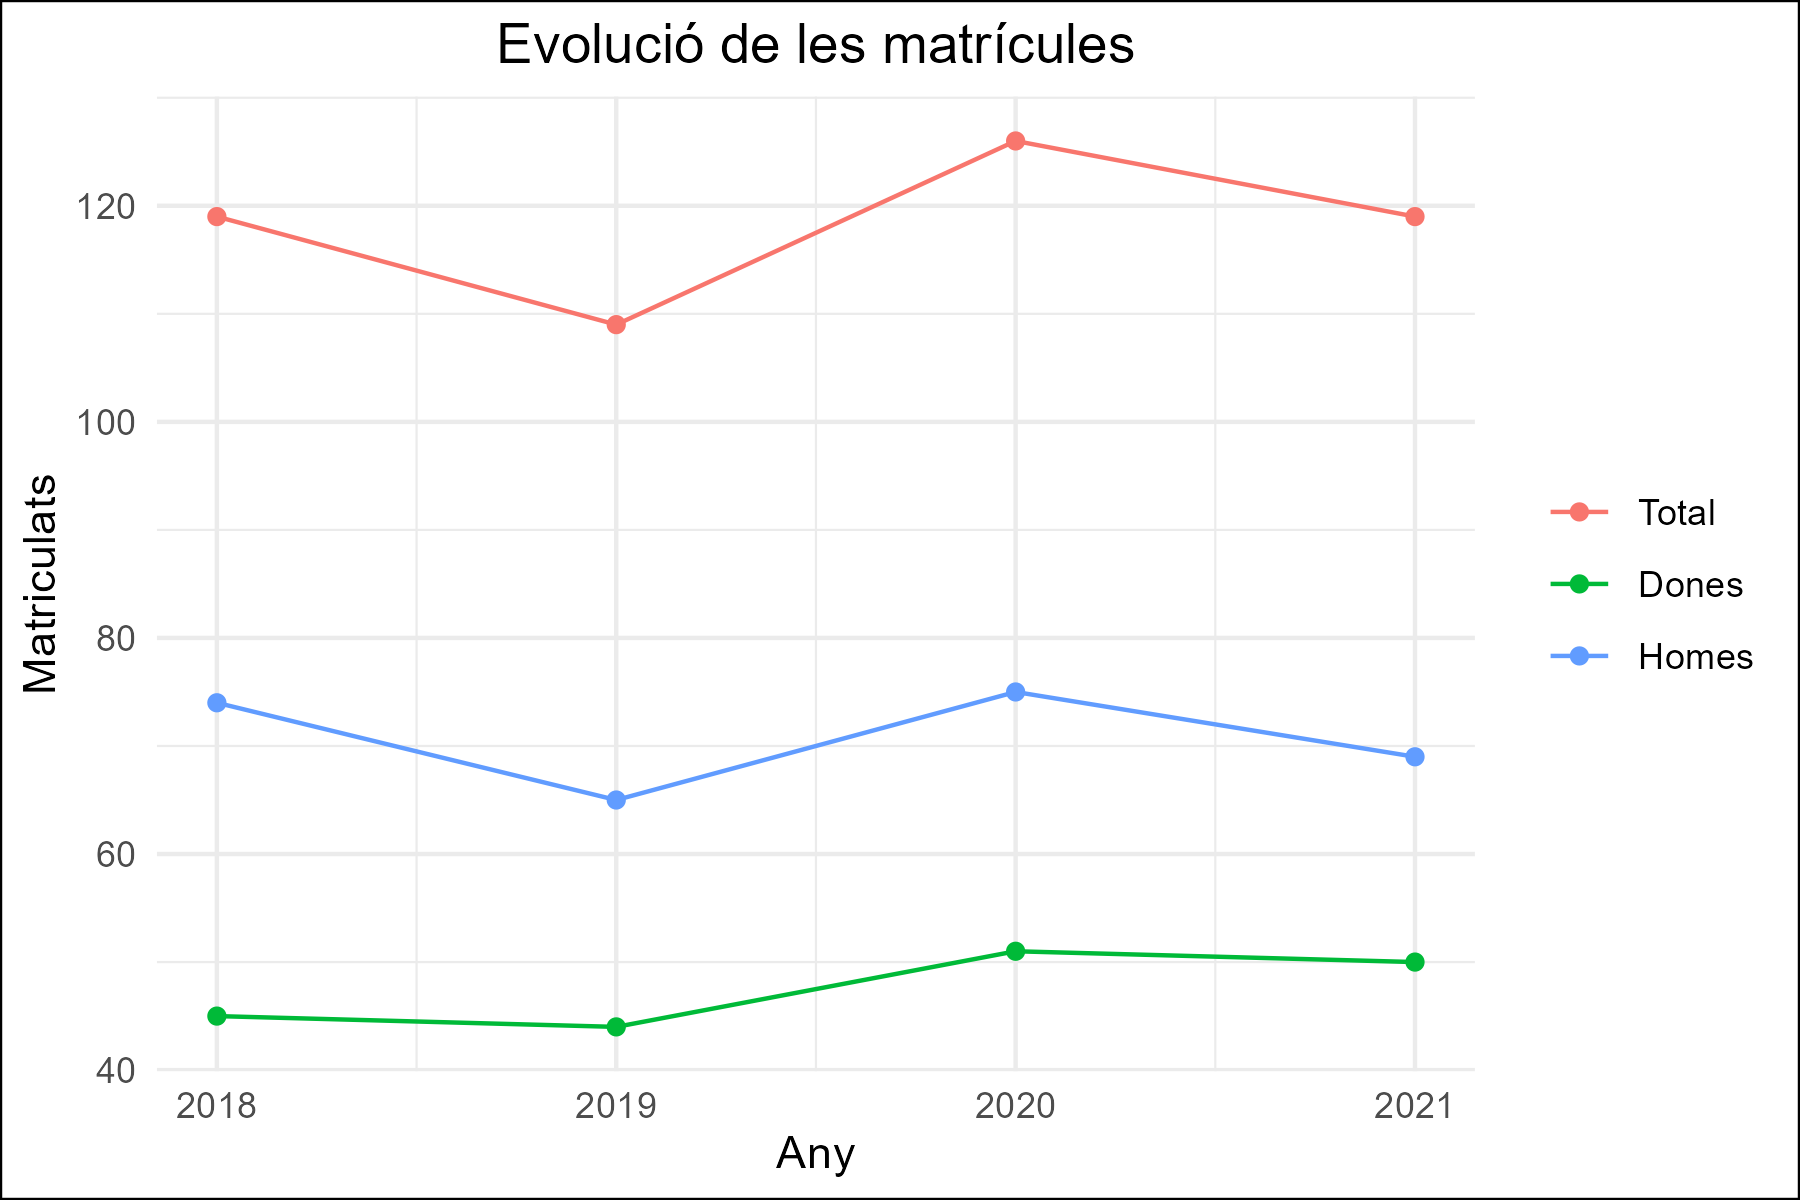 Evolució de les matrícules
Matriculats
120
100
80
60
40
2018 2019 2020 2021
Any
Total
Dones
Homes